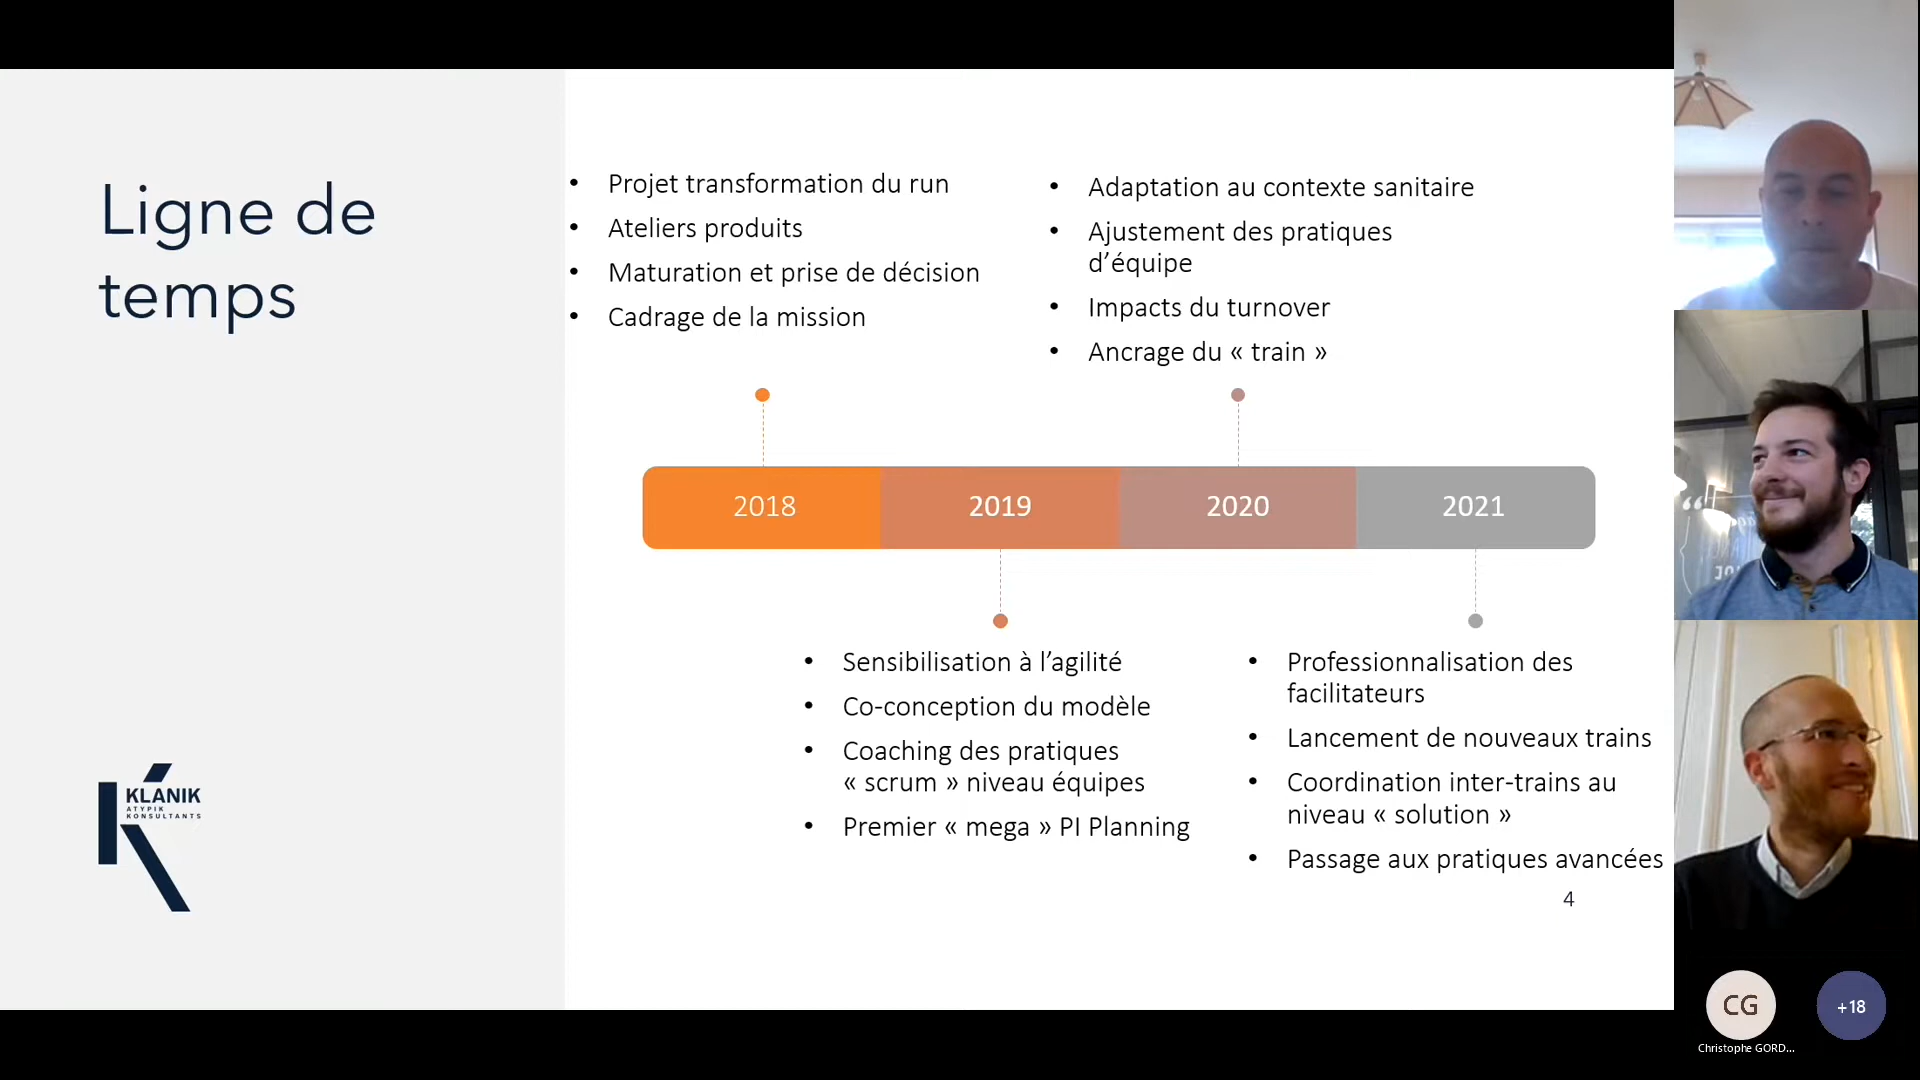 Ligne de
temps
• Projet transformation du run
• Ateliers produits
• Maturation et prise de décision
• Cadrage de la mission
• Adaptation au contexte sanitaire
• Ajustement des pratiques
d’équipe
• Impacts du turnover
• Ancrage du « train »
2018
2019
2020
2021
• Sensibilisation à l’agilité
• Co-conception du modèle
• Coaching des pratiques
« scrum » niveau équipes
• Premier « mega » PI Planning
• Professionnalisation des
facilitateurs
• Lancement de nouveaux trains
• Coordination inter-trains au
niveau « solution »
• Passage aux pratiques avancées
4
KLANIK
ATYPIK
KONSULTANTS
CG
Christophe GORD...
+18